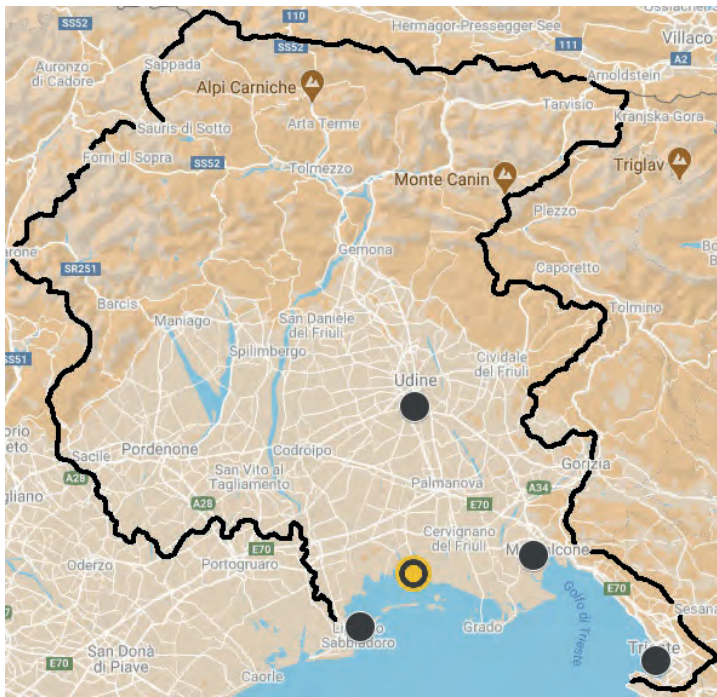 SS52
110
Hermagor-Pressegger See
Villaco
Auronzo
di Cadore
Sappada
SS52
111
A2
Alpi Carniche
Arnoldstein
Tarvisio
Sauris di Sotto
Arta Terme
Kranjska Gora
Forni di Sopra
SS52
Tolmezzo
Monte Canin
Triglav
Plezzo
Gemona
SR251
Caporetto
Barcis
Tolmino
Maniago
San Daniele
del Friuli
Spilimbergo
SS51
Cividale
del Friuli
Udine
Sacile
Pordenone
Codroipo
Gorizia
A28
San Vito al
Tagliamento
Palmanova
A34
A28
E70
Cervignano
del Friuli
Oderzo
Portogruaro
E70
E70
Golfo di Trieste
Sesana
Grado
San Donà
di Piave
Sabbiadoro
E70
Caorle